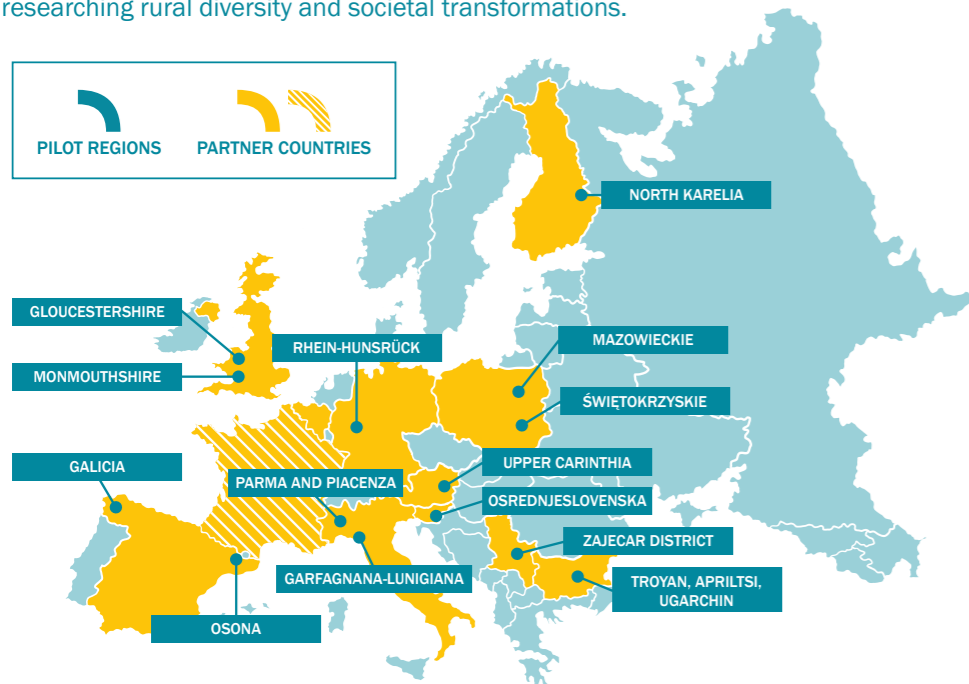 researching rural diversity and societal transformations.
PILOT REGIONS
PARTNER COUNTRIES
NORTH KARELIA
GLOUCESTERSHIRE
RHEIN-HUNSRÜCK
MAZOWIECKIE
MONMOUTHSHIRE
ŚWIĘTOKRZYSKIE
GALICIA
UPPER CARINTHIA
PARMA AND PIACENZA
OSREDNJESLOVENSKA
ZAJECAR DISTRICT
GARFAGNANA-LUNIGIANA
TROYAN, APRILTSI,
UGARCHIN
OSONA